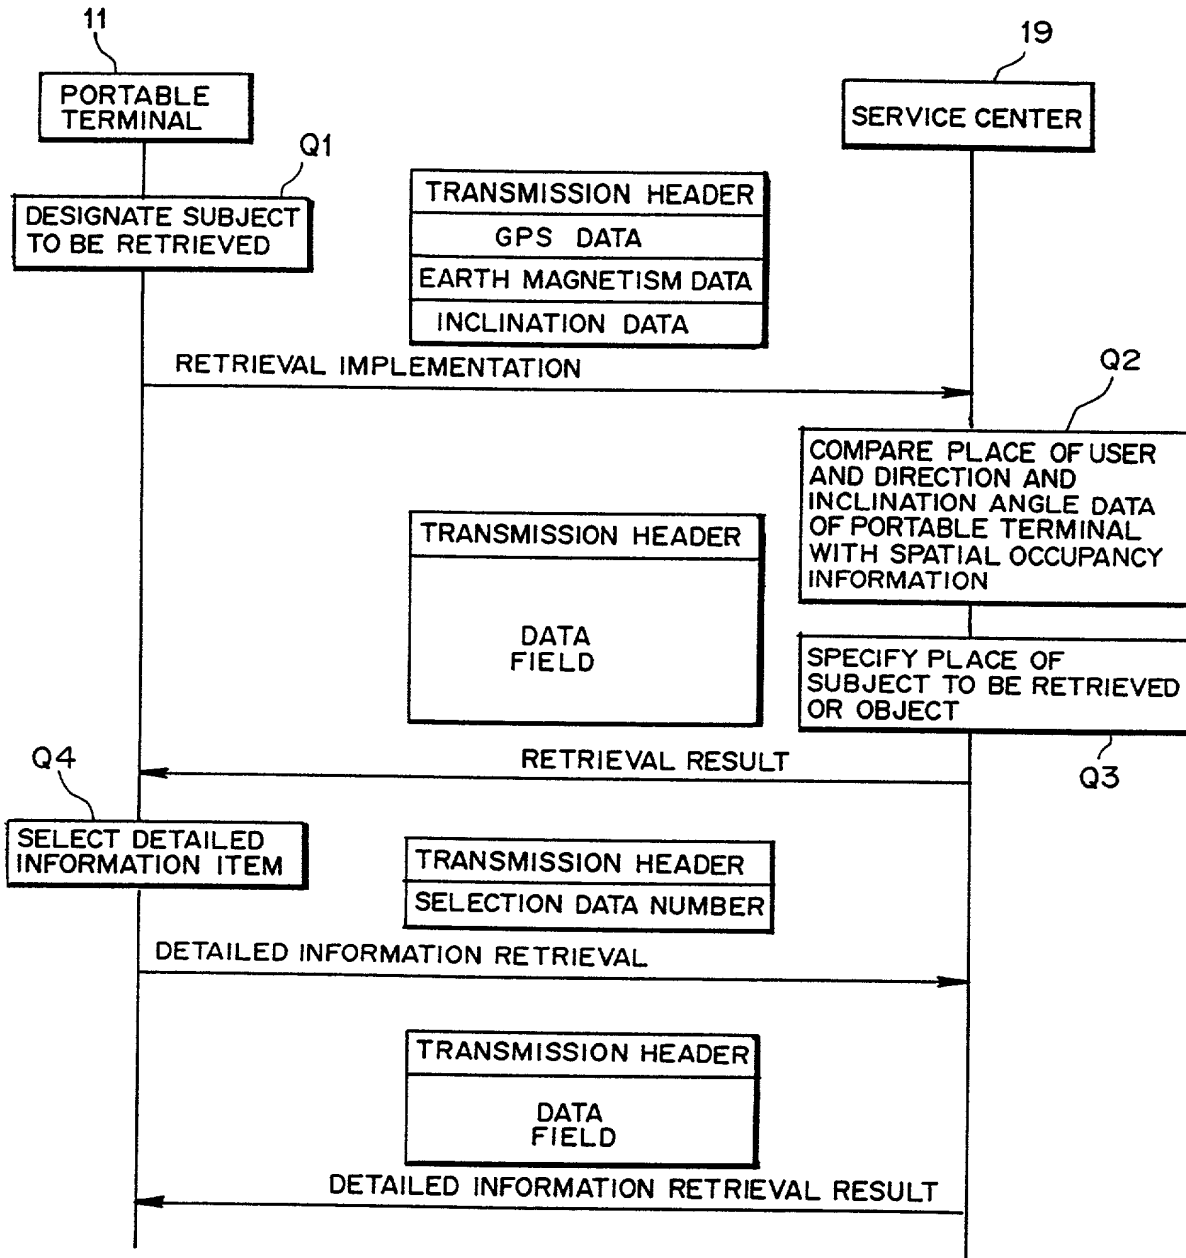 11
19
PORTABLE
TERMINAL
SERVICE CENTER
Q1
DESIGNATE SUBJECT
TO BE RETRIEVED
TRANSMISSION HEADER
GPS DATA
EARTH MAGNETISM DATA
INCLINATION DATA
RETRIEVAL IMPLEMENTATION
Q2
COMPARE PLACE OF USER
AND DIRECTION AND
INCLINATION ANGLE DATA
OF PORTABLE TERMINAL
WITH SPATIAL OCCUPANCY
INFORMATION
TRANSMISSION HEADER
DATA
FIELD
SPECIFY PLACE OF
SUBJECT TO BE RETRIEVED
OR OBJECT
Q3
RETRIEVAL RESULT
Q4
SELECT DETAILED
INFORMATION ITEM
TRANSMISSION HEADER
SELECTION DATA NUMBER
DETAILED INFORMATION RETRIEVAL
TRANSMISSION HEADER
DATA
FIELD
DETAILED INFORMATION RETRIEVAL RESULT